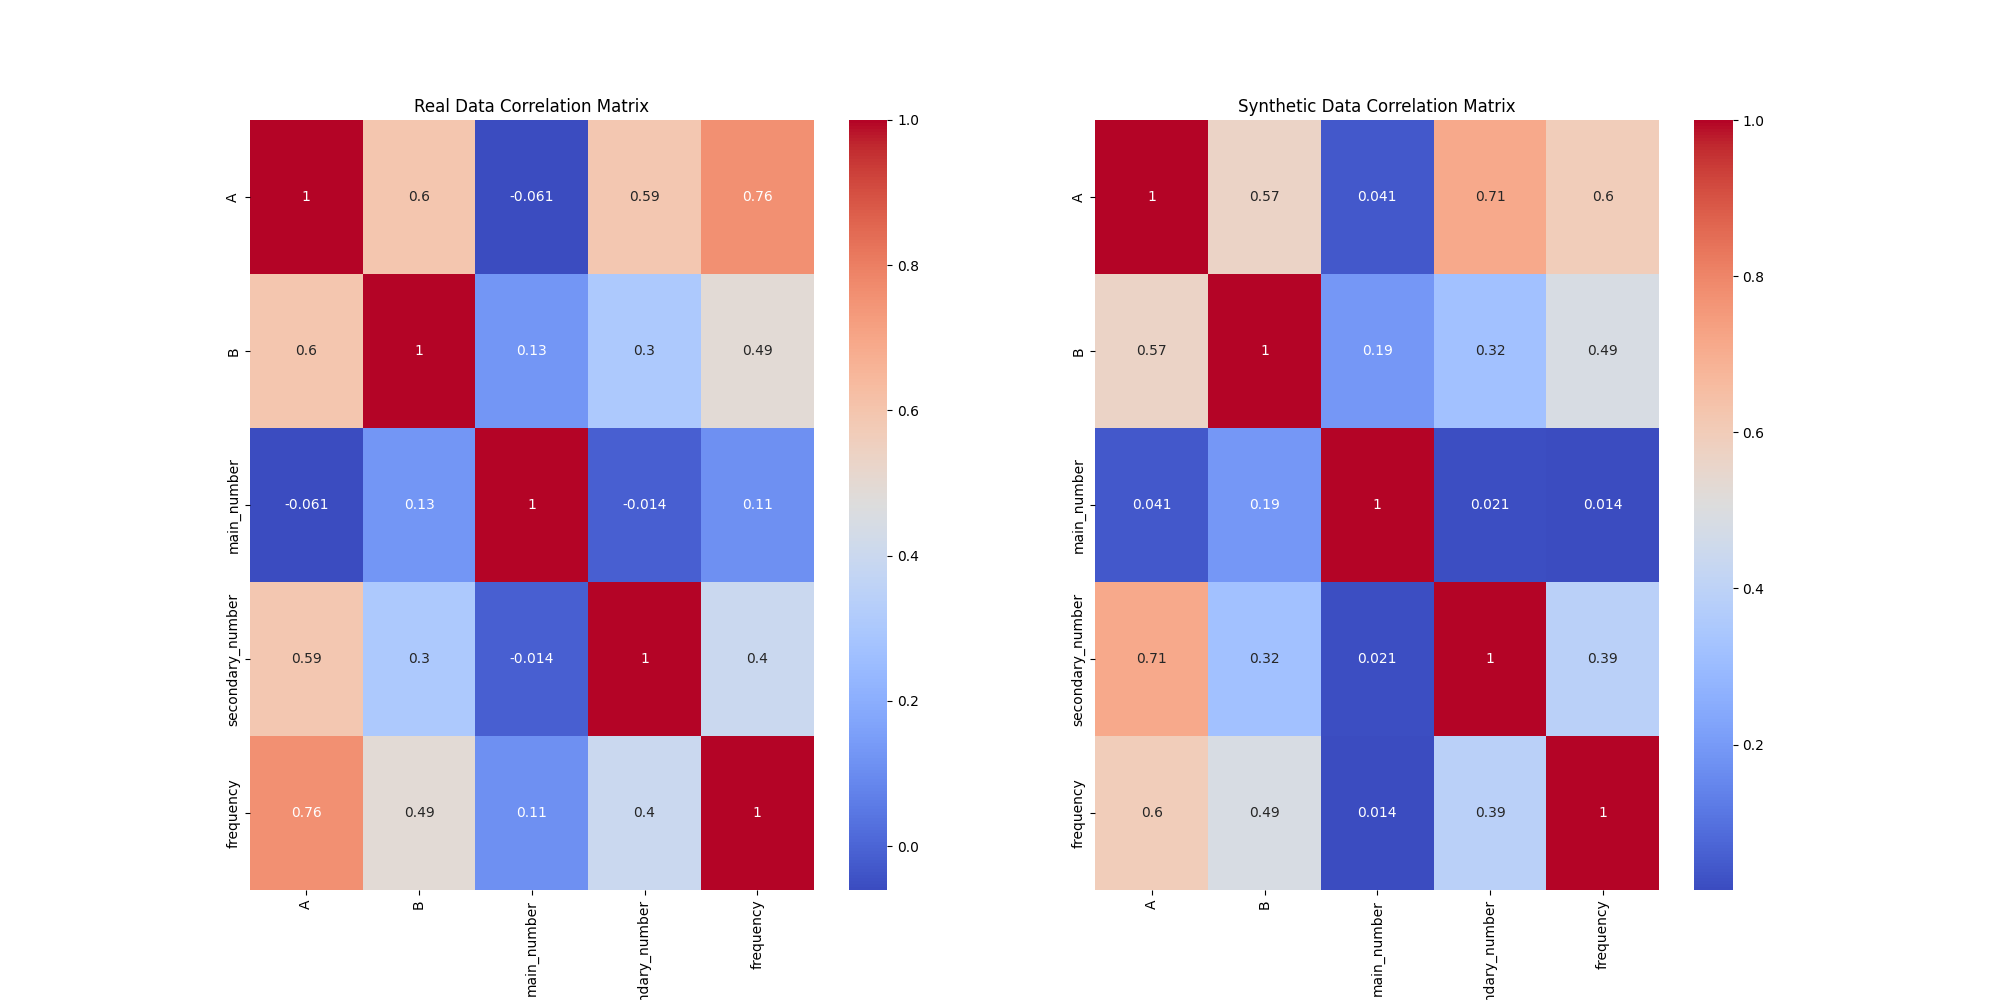 Real Data Correlation Matrix
A
1
0.6
-0.061
0.59
0.76
B
0.6
1
0.13
0.3
0.49
main_number
-0.061
0.13
1
-0.014
0.11
secondary_number
0.59
0.3
-0.014
1
0.4
frequency
0.76
0.49
0.11
0.4
1
A
B
main_number
ndary_number
frequency
1.0
0.8
0.6
0.4
0.2
0.0
Synthetic Data Correlation Matrix
A
1
0.57
0.041
0.71
0.6
B
0.57
1
0.19
0.32
0.49
main_number
0.041
0.19
1
0.021
0.014
secondary_number
0.71
0.32
0.021
1
0.39
frequency
0.6
0.49
0.014
0.39
1
A
B
main_number
ndary_number
frequency
1.0
0.8
0.6
0.4
0.2